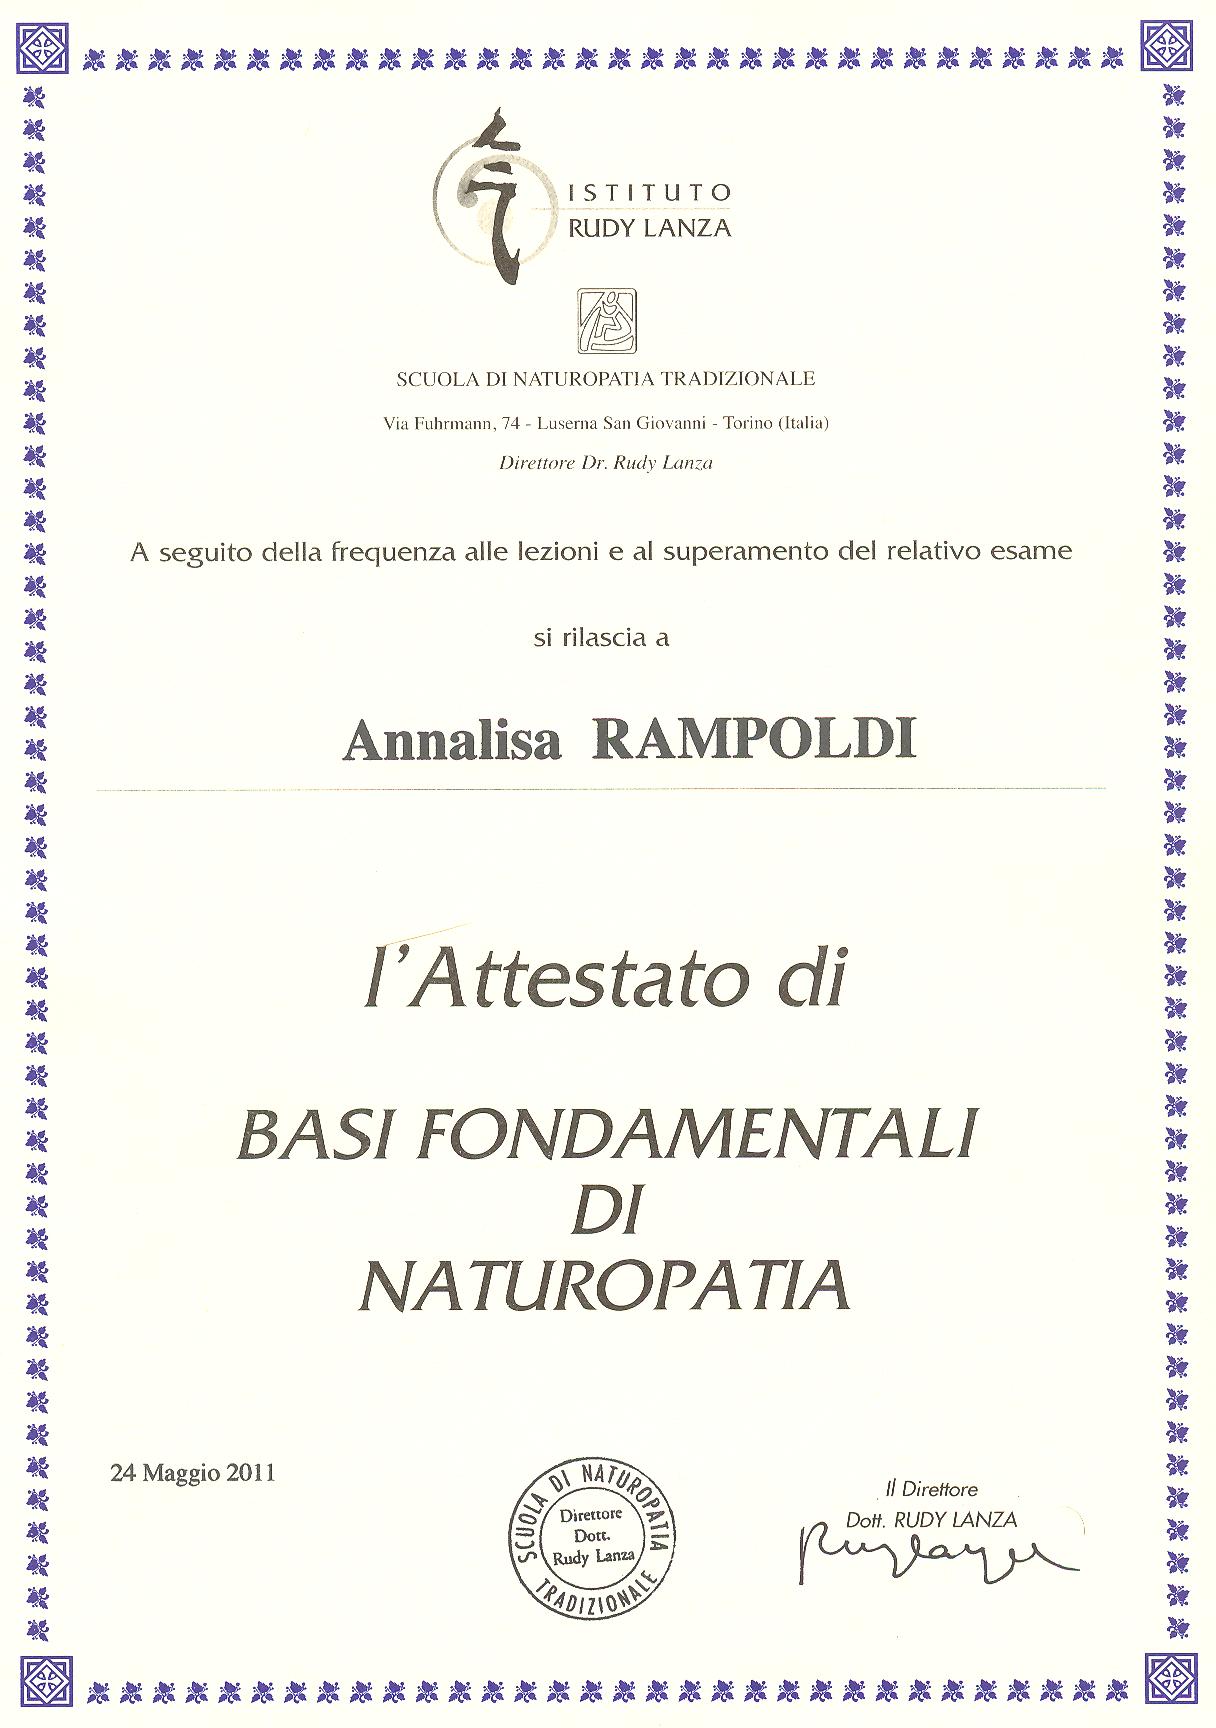 ISTITUTO
RUDY LANZA
SCUOLA DI NATUROPATIA TRADIZIONALE
Via Fuhrmann, 74 - Luserna San Giovanni - Torino (Italia)
Direttore Dr. Rudy Lanza
A seguito della frequenza alle lezioni e al superamento del relativo esame
si rilascia a
Annalisa RAMPOLDI
l'Attestato di
BASI FONDAMENTALI
DI
NATUROPATIA
24 Maggio 2011
SCUOLA DI NATUROPATIA TRADIZIONALE
Direttore
Dott.
Rudy Lanza
Il Direttore
Dott. RUDY LANZA